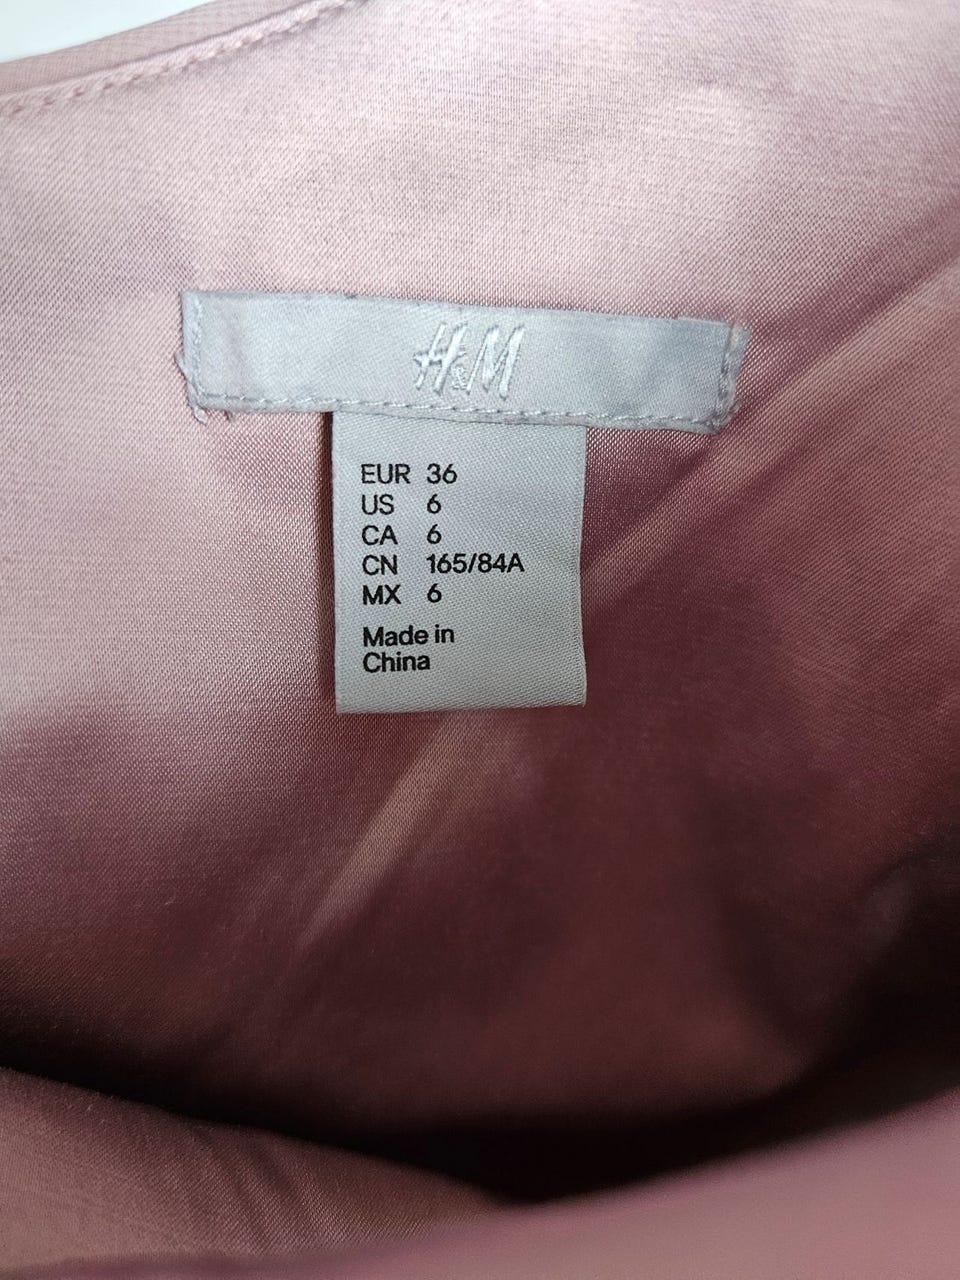 H&M
EUR 36
US 6
CA 6
CN 165/84A
MX 6
Made in
China